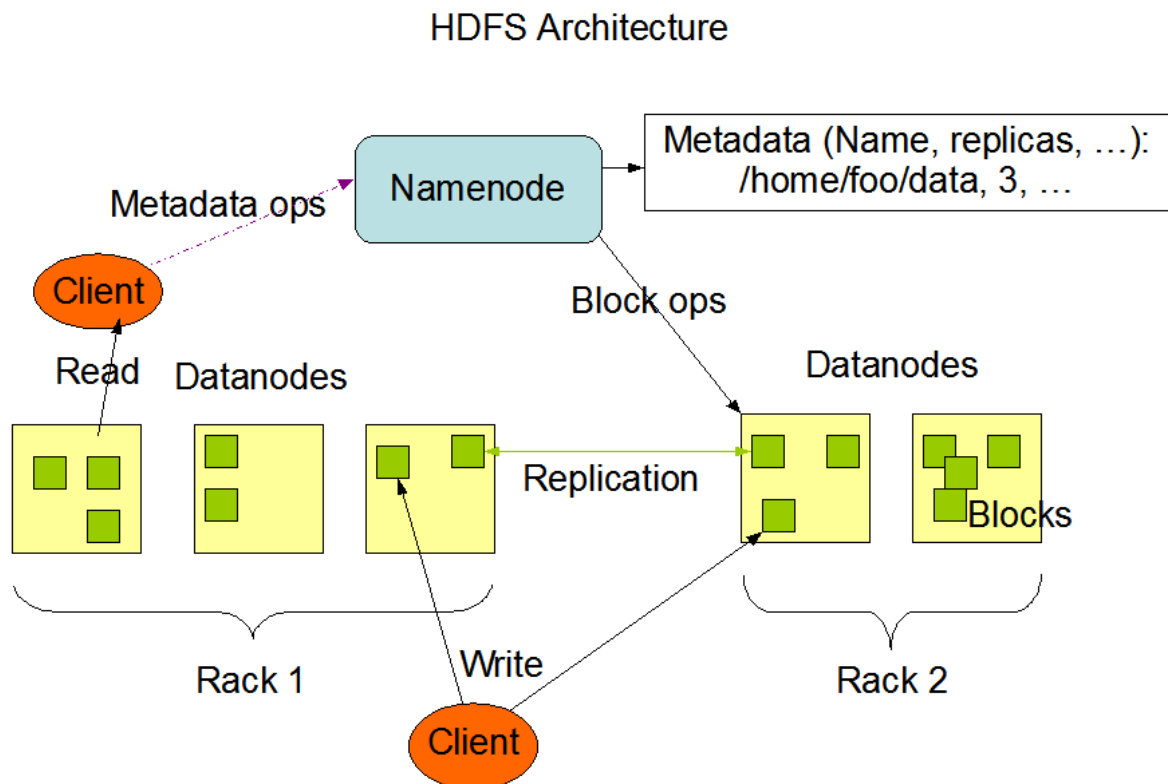 HDFS Architecture
Metadata (Name, replicas, …):
/home/foo/data, 3, …
Namenode
Metadata ops
Client
Block ops
Read
Datanodes
Datanodes
Replication
Blocks
Rack 1
Write
Rack 2
Client